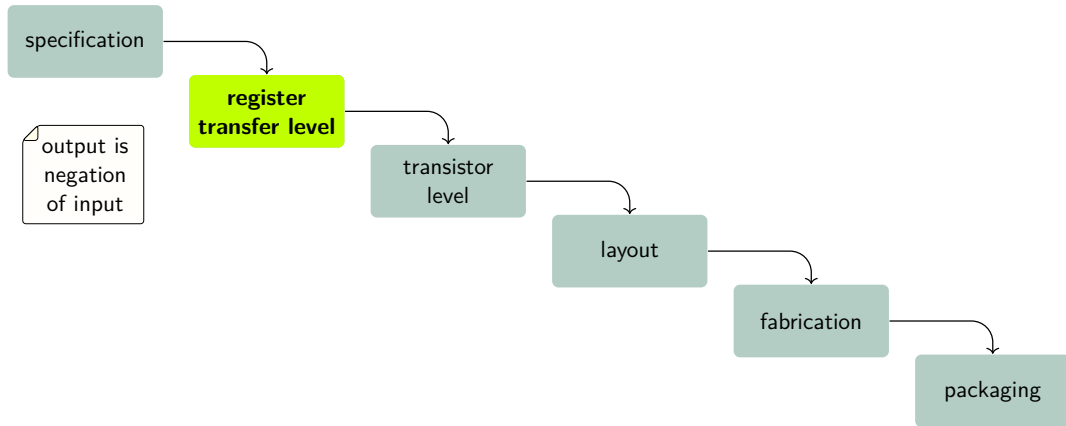 specification
register
transfer level
output is
negation
of input
transistor
level
layout
fabrication
packaging